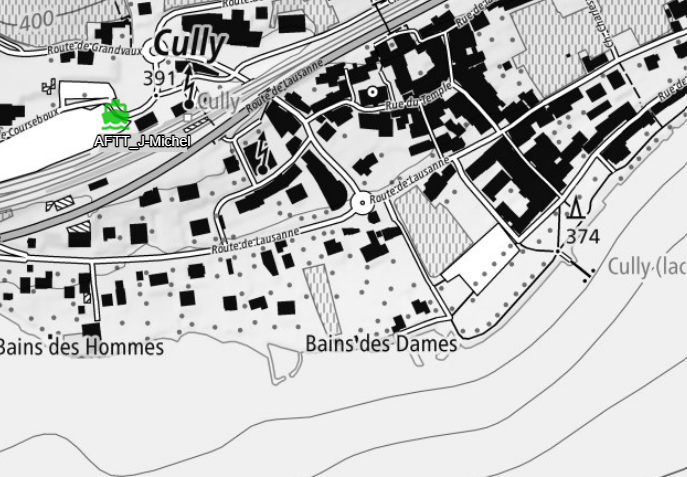 400
Route de Grandvaux
Cully
391
Cully
Route de Lausanne
Rue du Temple
AFTT_J-Michel
Route de Lausanne
Route de Lausanne
374
Cully (lac
Bains des Hommes
Bains des Dames